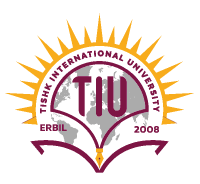 TISHK INTERNATIONAL UNIVERSITY
TIU
ERBIL 2008